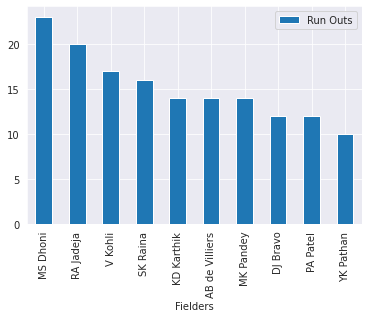 Run Outs
20
15
10
5
0
MS Dhoni
RA Jadeja
V Kohli
SK Raina
KD Karthik
AB de Villiers
MK Pandey
DJ Bravo
PA Patel
YK Pathan
Fielders